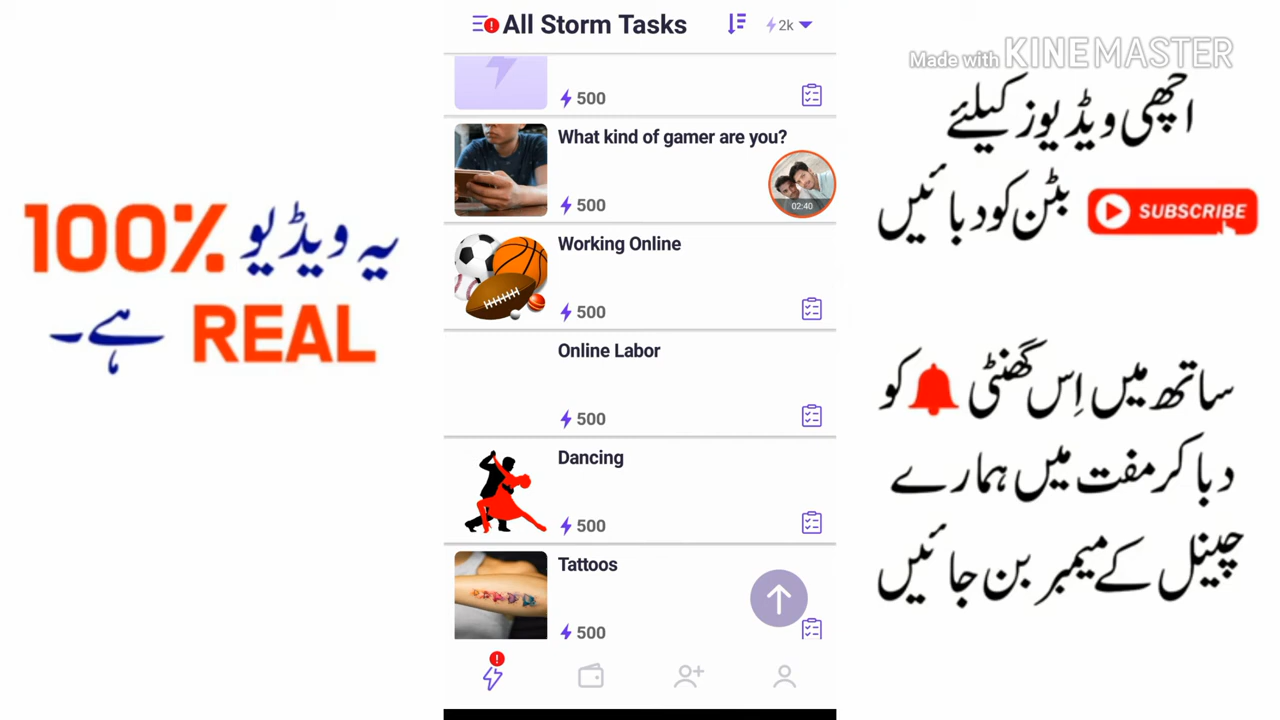 یہ ویڈیو 100%
REAL ہے۔
All Storm Tasks
2k
500
What kind of gamer are you?
02:40
500
Working Online
500
Online Labor
500
Dancing
500
Tattoos
500
Made with KINEMASTER
اچھی ویڈیوز کیلئے
بٹن کو دبائیں SUBSCRIBE
ساتھ میں اِس گھنٹی کو
دبا کر مفت میں ہمارے
چینل کے میمبر بن جائیں